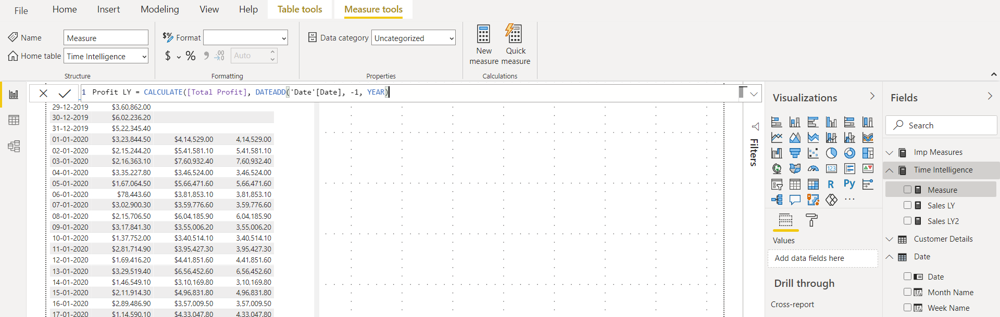 File Home Insert Modeling View Help Table tools Measure tools
Name Measure
Home table Time Intelligence
Structure
$% Format
$ % 9 .00 →.0 Auto
Formatting
Data category Uncategorized
Properties
New measure
Quick measure
Calculations
1 Profit LY = CALCULATE([Total Profit], DATEADD('Date'[Date], -1, YEAR)
29-12-2019 $3,60,862.00
30-12-2019 $6,02,236.20
31-12-2019 $5,22,345.40
01-01-2020 $3,23,844.50 $4,14,529.00 4,14,529.00
02-01-2020 $2,15,244.20 $5,41,581.10 5,41,581.10
03-01-2020 $2,16,363.10 $7,60,932.40 7,60,932.40
04-01-2020 $3,35,227.80 $3,46,524.00 3,46,524.00
05-01-2020 $1,67,064.50 $5,66,471.60 5,66,471.60
06-01-2020 $78,443.60 $3,81,853.10 3,81,853.10
07-01-2020 $3,02,900.30 $3,59,776.60 3,59,776.60
08-01-2020 $2,15,706.50 $6,04,185.90 6,04,185.90
09-01-2020 $3,17,841.30 $3,55,006.20 3,55,006.20
10-01-2020 $1,37,752.00 $3,40,514.10 3,40,514.10
11-01-2020 $2,81,714.90 $3,95,427.30 3,95,427.30
12-01-2020 $1,69,416.20 $4,41,851.60 4,41,851.60
13-01-2020 $3,29,519.40 $6,56,452.60 6,56,452.60
14-01-2020 $1,46,549.10 $3,10,169.80 3,10,169.80
15-01-2020 $2,11,914.30 $4,96,831.80 4,96,831.80
16-01-2020 $2,89,486.90 $3,57,009.50 3,57,009.50
17-01-2020 $1,14,590.10 $4,33,047.80 4,33,047.80
Filters
Visualizations
123
R Py
...
Values
Add data fields here
Drill through
Cross-report
Fields
Search
Imp Measures
Time Intelligence
Measure
Sales LY
Sales LY2
Customer Details
Date
Date
Month Name
Week Name